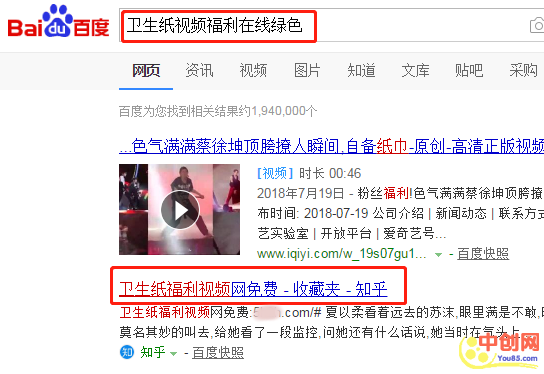 Bai du 百度
卫生纸视频福利在线绿色
网页 资讯 视频 图片 知道 文库 贴吧 采购
百度为您找到相关结果约1,940,000个
...色气满满蔡徐坤顶胯撩人瞬间,自备纸巾-原创-高清正版视频
[视频] 时长 00:46
2018年7月19日 - 粉丝福利!色气满满蔡徐坤顶胯
布时间: 2018-07-19 公司介绍 | 新闻动态 | 联系方式
艺实验室 | 开放平台 | 爱奇艺号...
www.iqiyi.com/w_19s07gu1... - 百度快照
卫生纸福利视频网免费 - 收藏夹 - 知乎
卫生纸福利视频网免费:5 .com/# 夏以柔看着远去的苏沫,眼里满是不敢,
莫名其妙的叫去,给她看了一段监控,问她还有什么话说,她当时在气头上
知 知乎 - 百度快照
中创网
You85.com